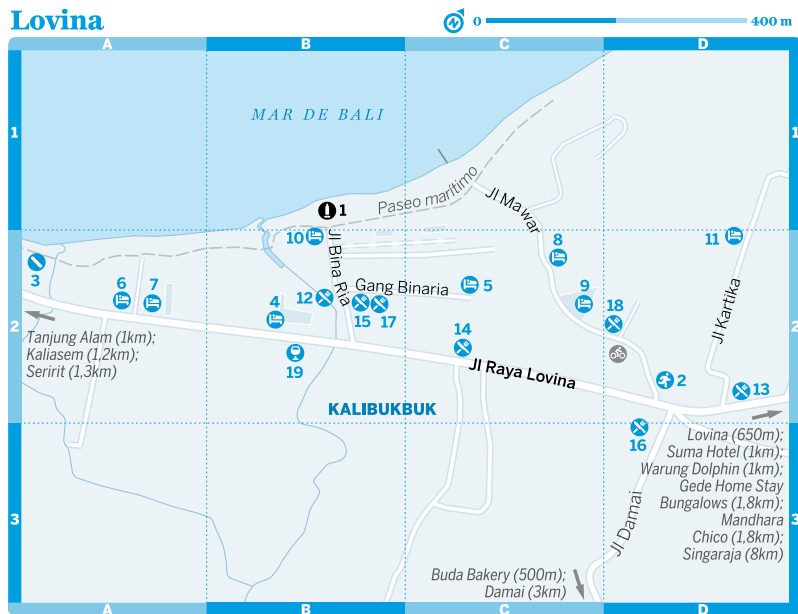 Lovina
0 400 m
A B C D
MAR DE BALI
1 1
1
Paseo marítimo
Jl Mawar
10
Jl Bina Ria
8
11
3
6
7
4
12
Gang Binaria
5
9
18
15
17
14
Jl Kartika
2 2
Tanjung Alam (1km);
Kaliasem (1,2km);
Seririt (1,3km)
19
Jl Raya Lovina
2
13
KALIBUKBUK
16
Lovina (650m);
Suma Hotel (1km);
Warung Dolphin (1km);
Gede Home Stay
Bungalows (1,8km);
Mandhara
Chico (1,8km);
Singaraja (8km)
3 3
Jl Damai
Buda Bakery (500m);
Damai (3km)
A B C D